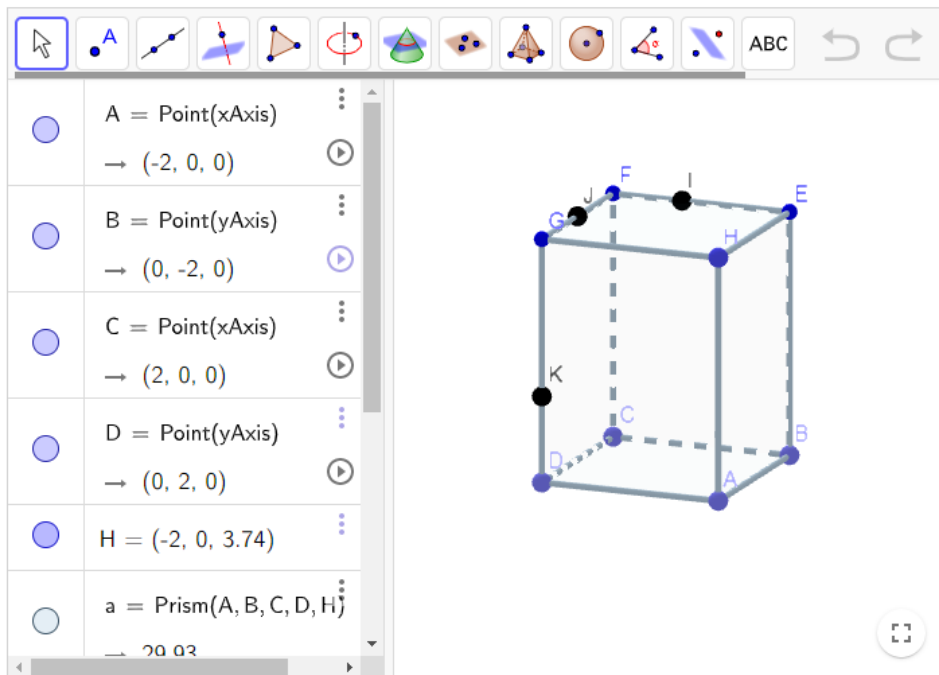 A
α
ABC
A = Point(xAxis)
→ (-2, 0, 0)
B = Point(yAxis)
→ (0, -2, 0)
C = Point(xAxis)
→ (2, 0, 0)
D = Point(yAxis)
→ (0, 2, 0)
H = (-2, 0, 3.74)
a = Prism(A, B, C, D, H)
→ 29.93
F
I
E
J
G
H
K
C
B
D
A